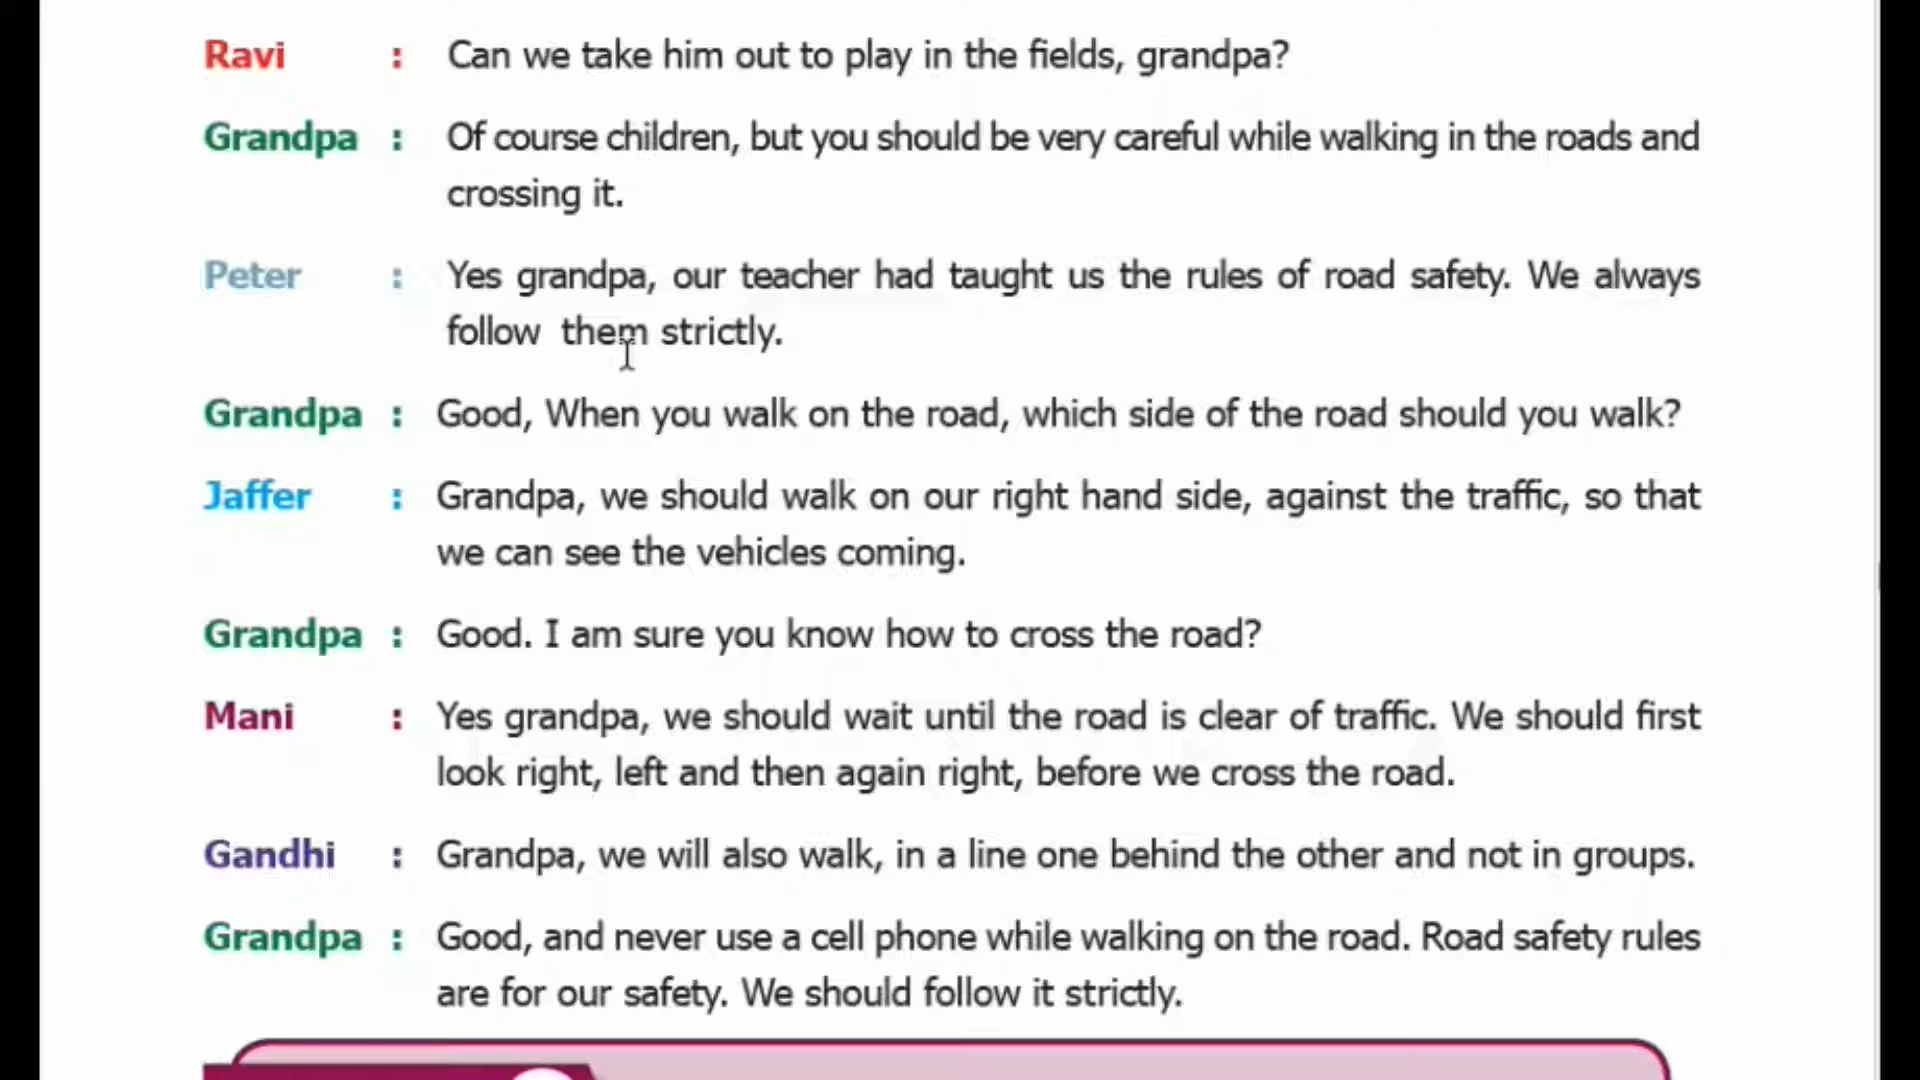 Ravi : Can we take him out to play in the fields, grandpa?
Grandpa : Of course children, but you should be very careful while walking in the roads and
crossing it.
Peter : Yes grandpa, our teacher had taught us the rules of road safety. We always
follow them strictly.
Grandpa : Good, When you walk on the road, which side of the road should you walk?
Jaffer : Grandpa, we should walk on our right hand side, against the traffic, so that
we can see the vehicles coming.
Grandpa : Good. I am sure you know how to cross the road?
Mani : Yes grandpa, we should wait until the road is clear of traffic. We should first
look right, left and then again right, before we cross the road.
Gandhi : Grandpa, we will also walk, in a line one behind the other and not in groups.
Grandpa : Good, and never use a cell phone while walking on the road. Road safety rules
are for our safety. We should follow it strictly.